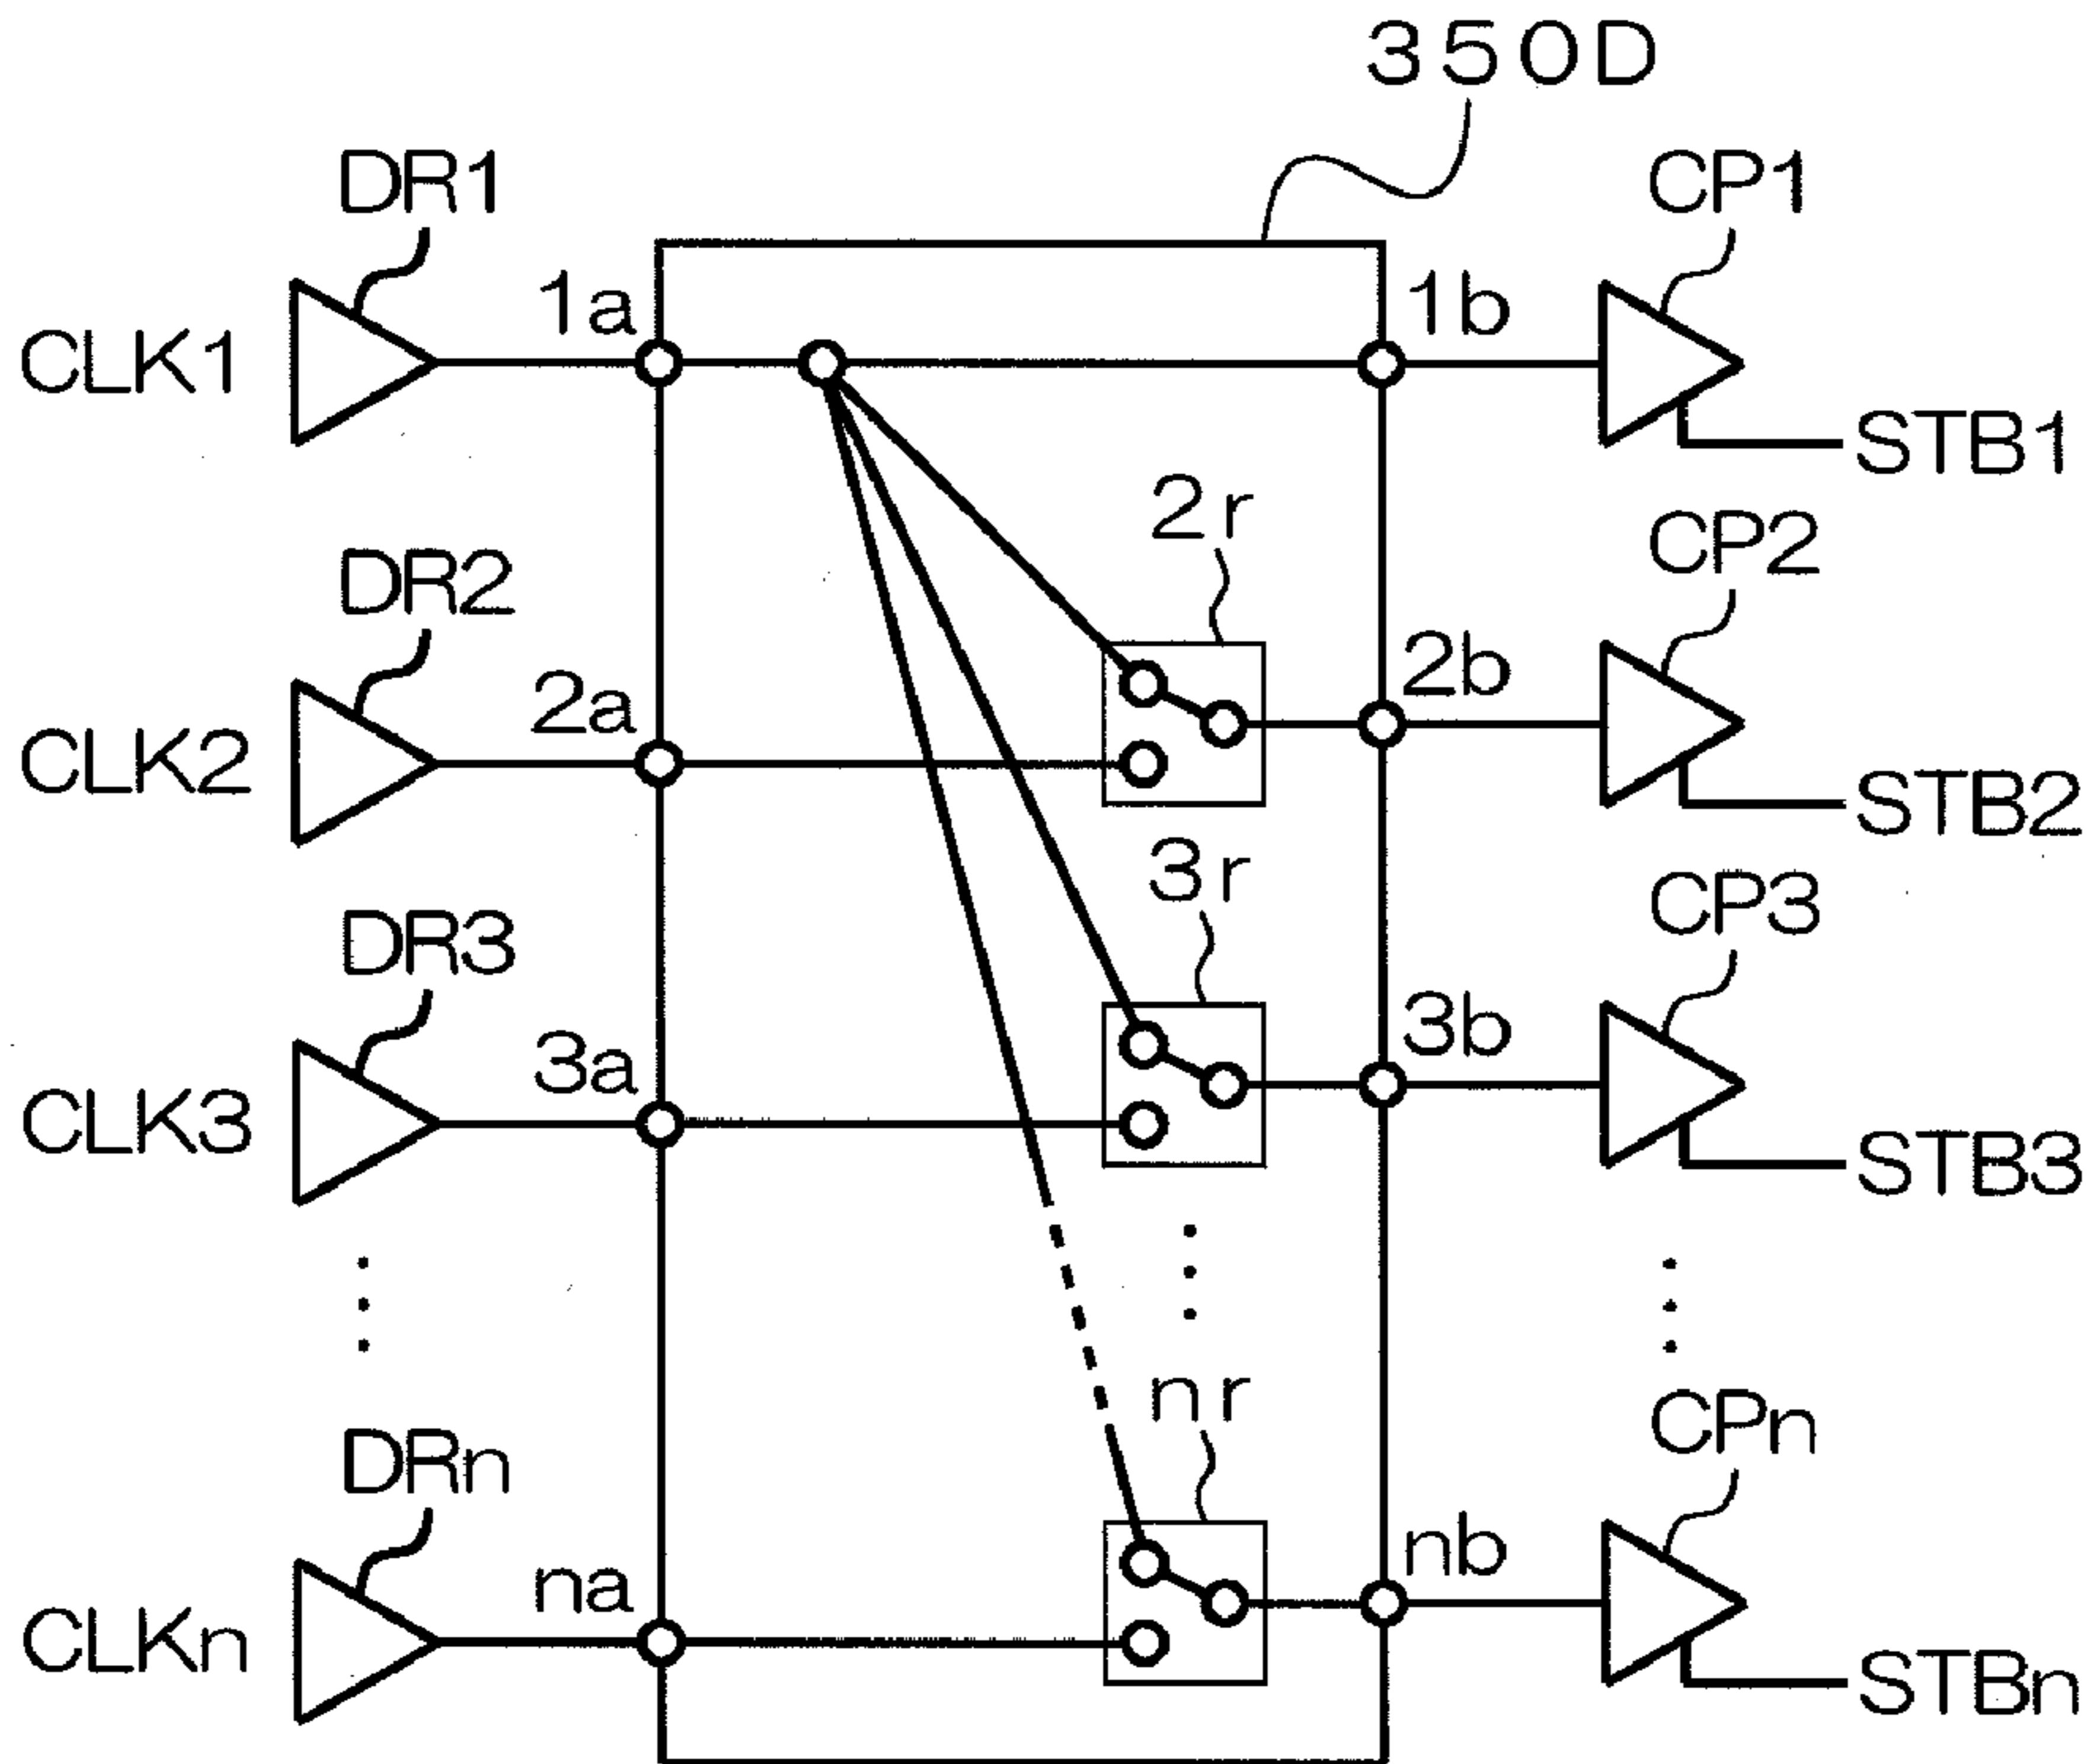 350D
DR1
CP1
1a
1b
CLK1
STB1
2r
DR2
CP2
2a
2b
CLK2
STB2
3r
DR3
CP3
3a
3b
CLK3
STB3
nr
DRn
CPn
na
nb
CLKn
STBn